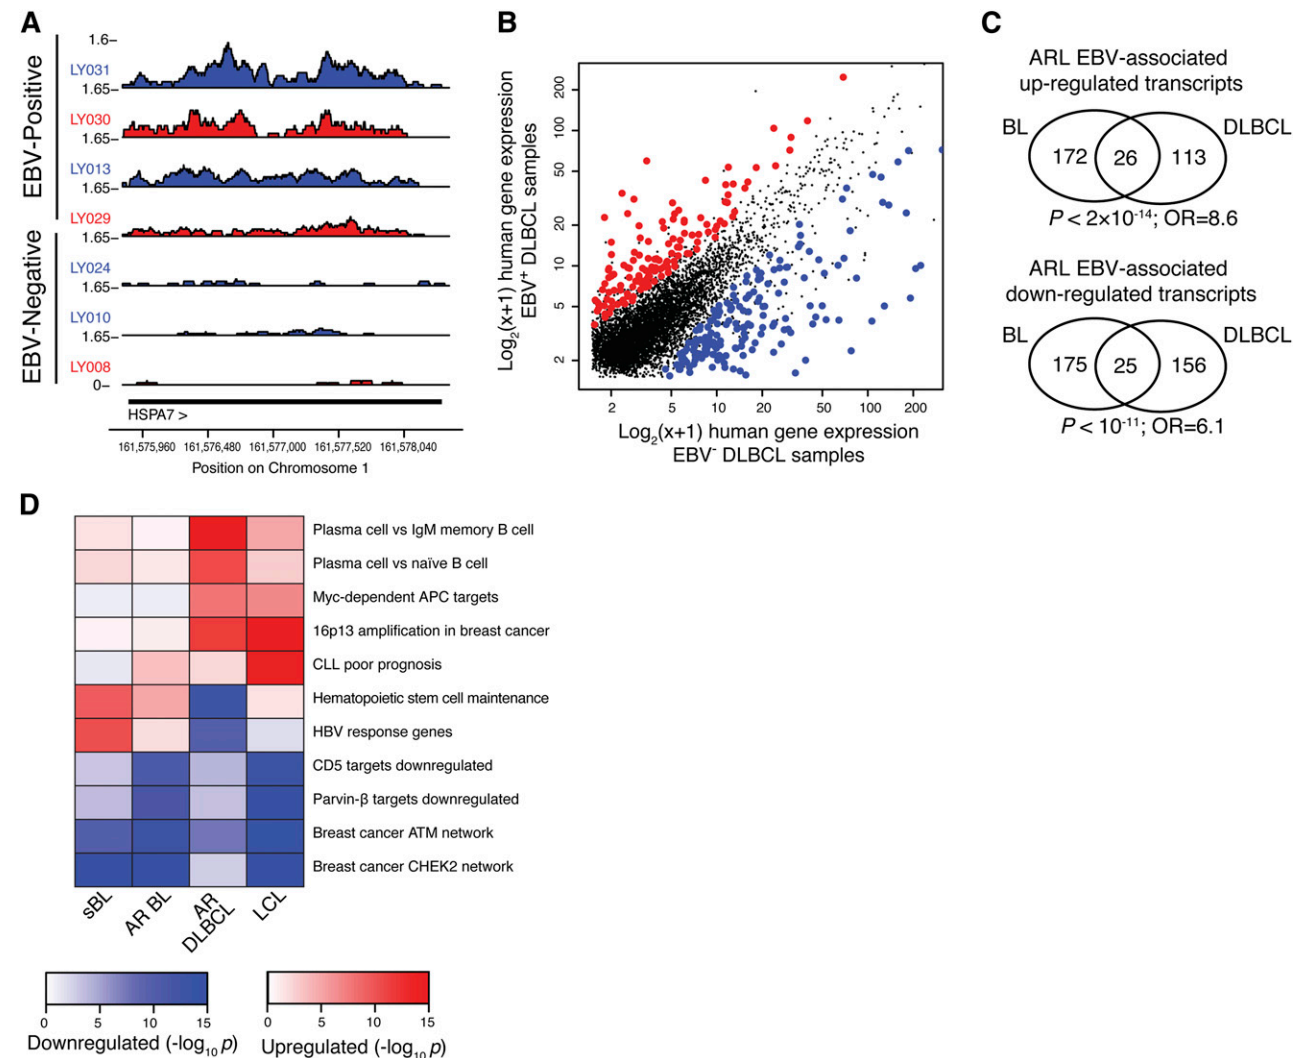 A
EBV-Positive
EBV-Negative
1.6
LY031
1.65
LY030
1.65
LY013
1.65
LY029
1.65
LY024
1.65
LY010
1.65
LY008
0
HSPA7 >
161,575,960 161,576,480 161,577,000 161,577,520 161,578,040
Position on Chromosome 1
B
Log2(x+1) human gene expression
EBV+ DLBCL samples
200
100
50
20
10
5
2
2 5 10 20 50 100 200
Log2(x+1) human gene expression
EBV- DLBCL samples
C
ARL EBV-associated
up-regulated transcripts
BL DLBCL
172 26 113
P < 2×10-14; OR=8.6
ARL EBV-associated
down-regulated transcripts
BL DLBCL
175 25 156
P < 10-11; OR=6.1
D
Plasma cell vs IgM memory B cell
Plasma cell vs naïve B cell
Myc-dependent APC targets
16p13 amplification in breast cancer
CLL poor prognosis
Hematopoietic stem cell maintenance
HBV response genes
CD5 targets downregulated
Parvin-β targets downregulated
Breast cancer ATM network
Breast cancer CHEK2 network
sBL
AR BL
AR
DLBCL
LCL
0 5 10 15
Downregulated (-log10 p)
0 5 10 15
Upregulated (-log10 p)